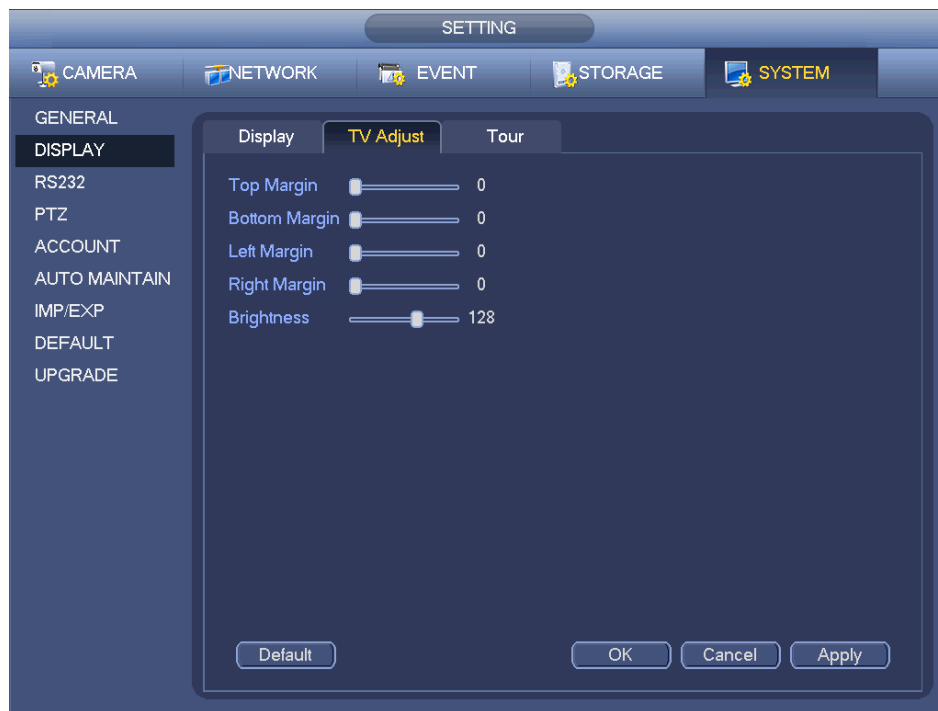 SETTING
CAMERA NETWORK EVENT STORAGE SYSTEM
GENERAL
DISPLAY
RS232
PTZ
ACCOUNT
AUTO MAINTAIN
IMP/EXP
DEFAULT
UPGRADE
Display TV Adjust Tour
Top Margin 0
Bottom Margin 0
Left Margin 0
Right Margin 0
Brightness 128
Default OK Cancel Apply